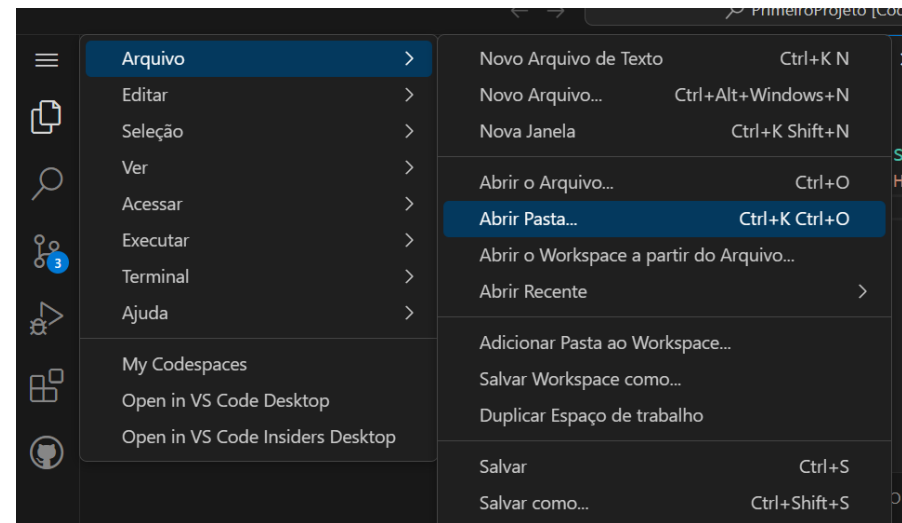 PrimeiroProjeto [Cod
Arquivo
Editar
Seleção
Ver
Acessar
Executar
Terminal
Ajuda
My Codespaces
Open in VS Code Desktop
Open in VS Code Insiders Desktop
3
Novo Arquivo de Texto Ctrl+K N
Novo Arquivo... Ctrl+Alt+Windows+N
Nova Janela Ctrl+K Shift+N
Abrir o Arquivo... Ctrl+O
Abrir Pasta... Ctrl+K Ctrl+O
Abrir o Workspace a partir do Arquivo...
Abrir Recente
Adicionar Pasta ao Workspace...
Salvar Workspace como...
Duplicar Espaço de trabalho
Salvar Ctrl+S
Salvar como... Ctrl+Shift+S